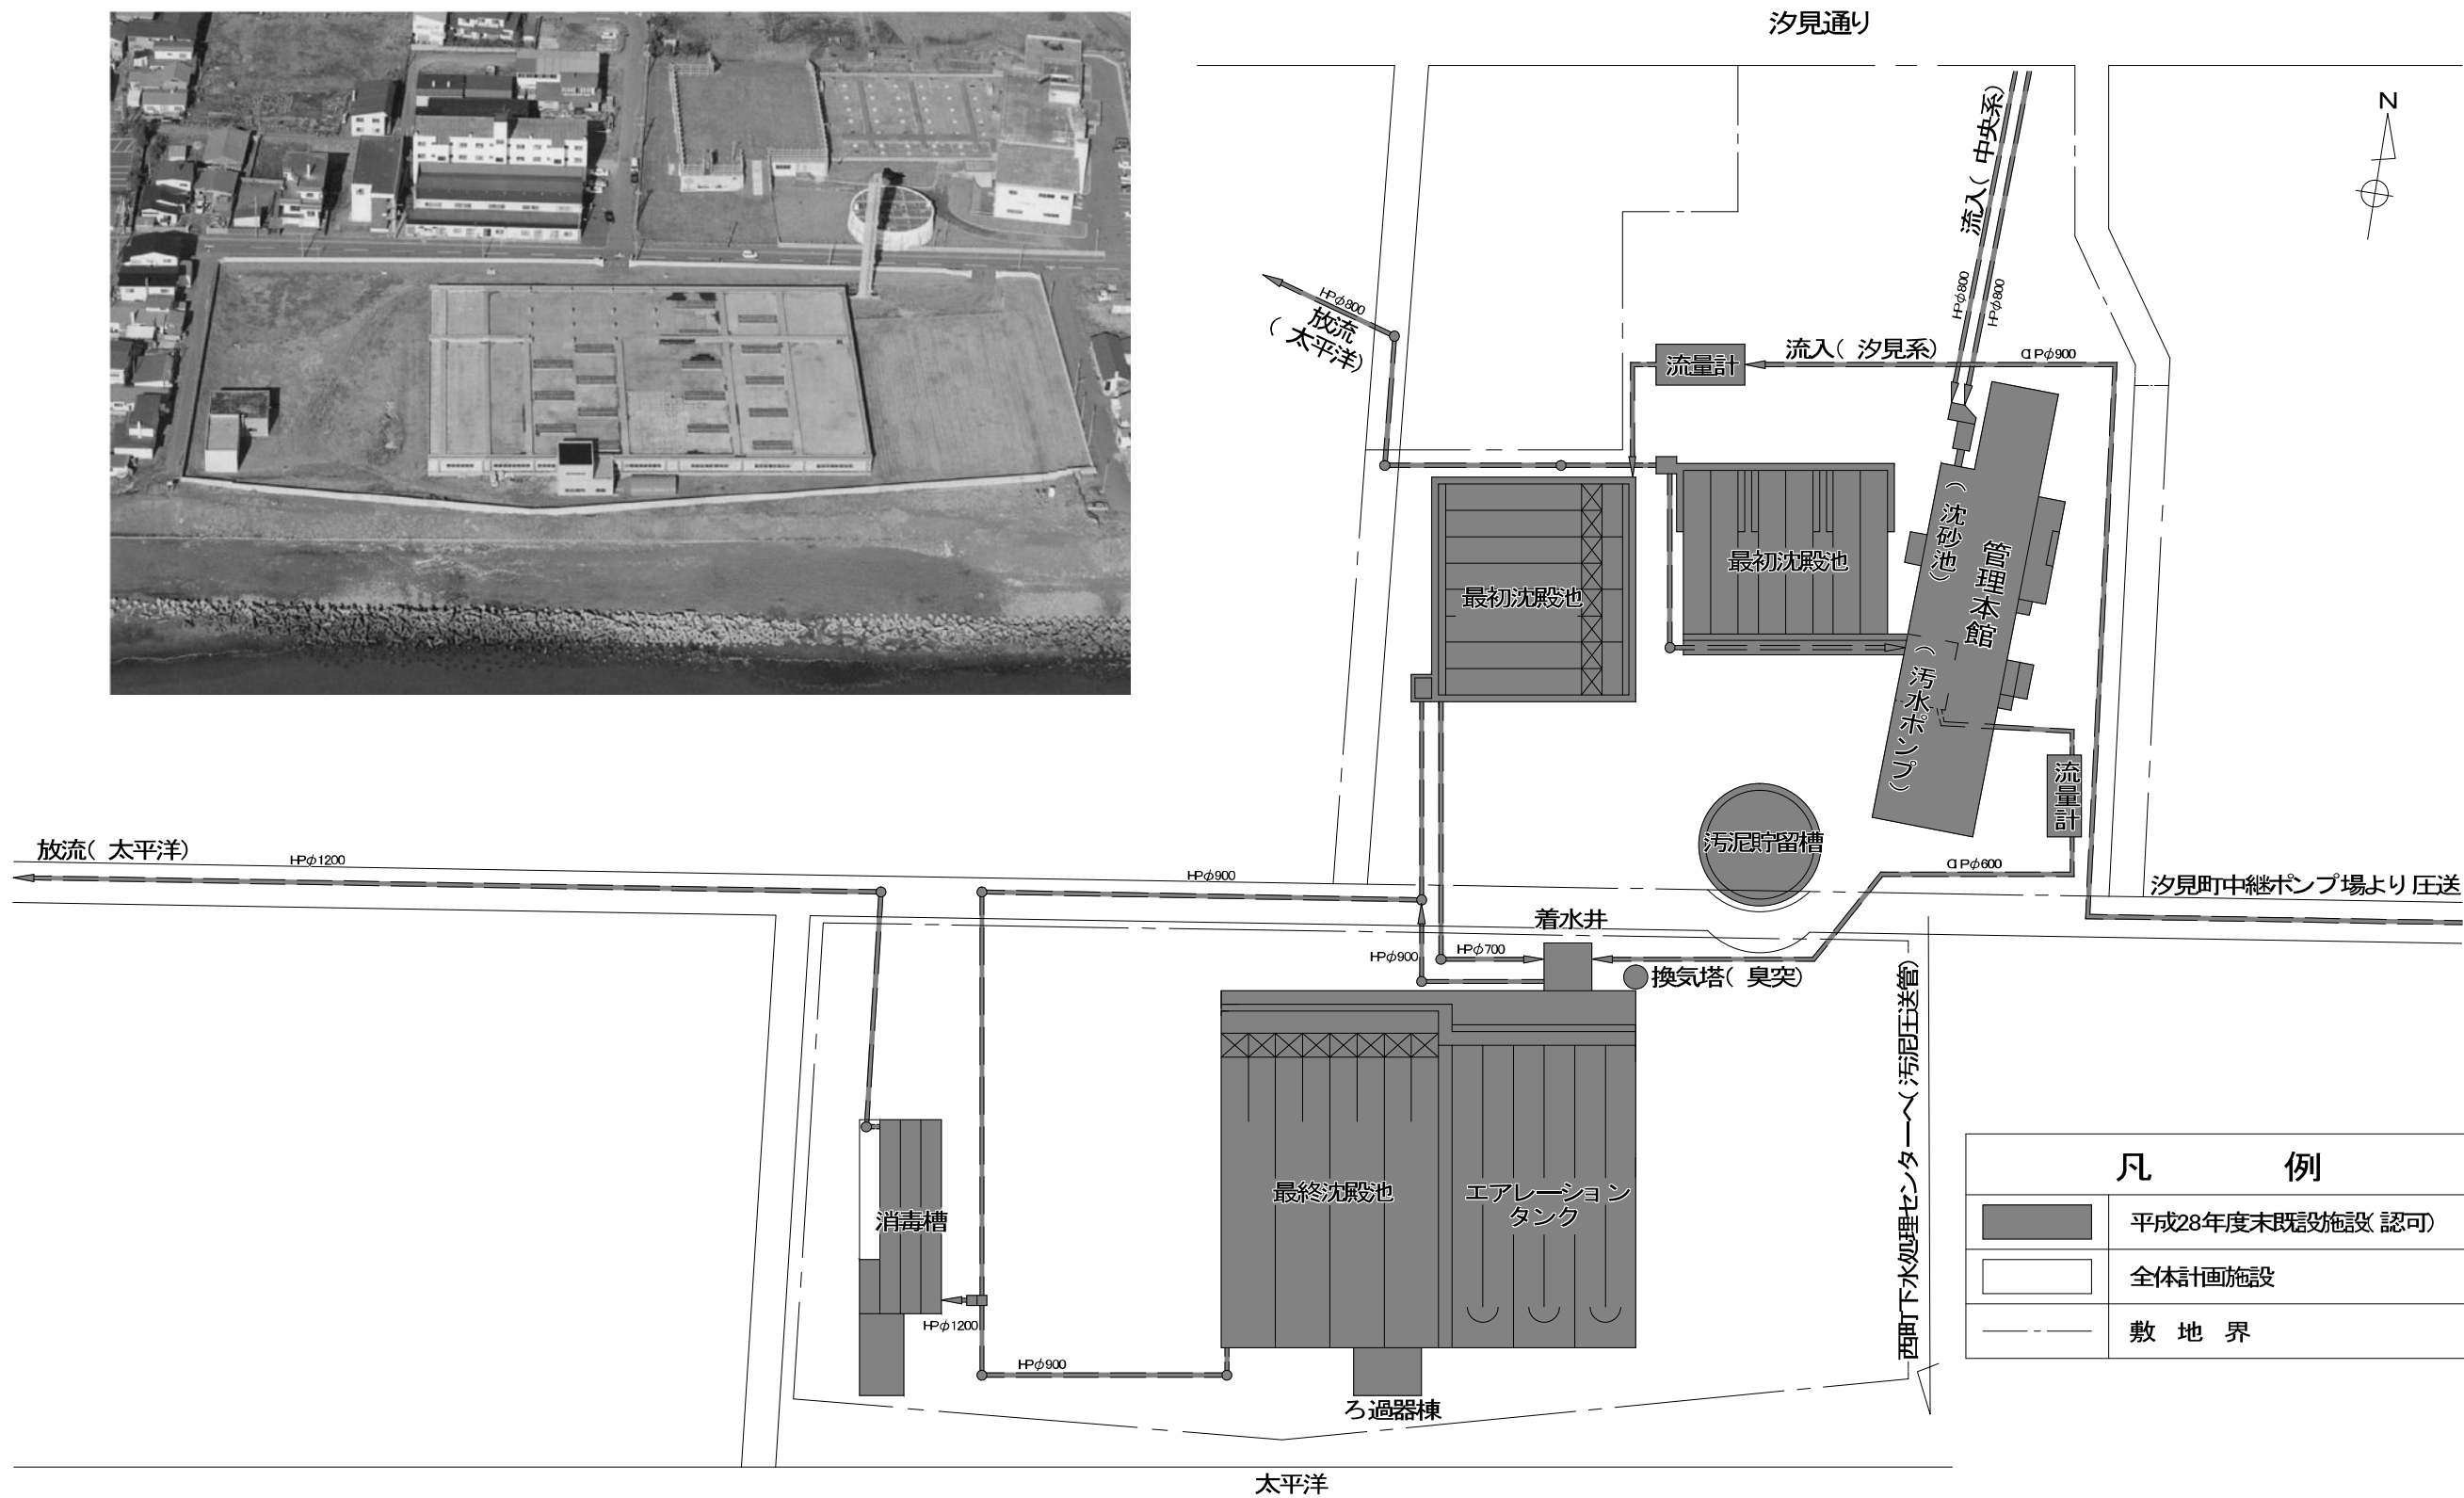 汐見通り
N
流入(中央系)
HPφ800
HPφ800
HPφ800
放流
(太平洋)
流量計
流入(汐見系)
CIPφ900
(沈砂池)
管理本館
最初沈殿池
最初沈殿池
(汚水ポンプ)
流量計
汚泥貯留槽
放流(太平洋)
HPφ1200
HPφ900
CIPφ600
汐見町中継ポンプ場より圧送
着水井
HPφ900
HPφ700
換気塔(臭突)
西町下水処理センターへ(汚泥圧送管)
最終沈殿池
エアレーション
タンク
消毒槽
HPφ1200
HPφ900
ろ過器棟
太平洋
凡 例
平成28年度末既設施設(認可)
全体計画施設
敷 地 界